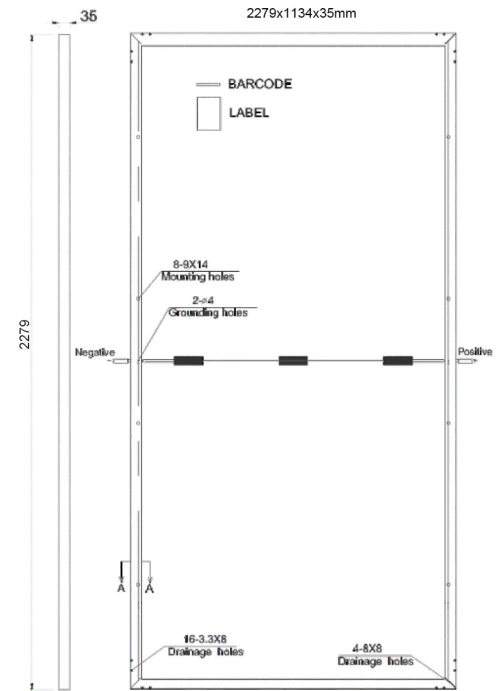 2279x1134x35mm
35
BARCODE
LABEL
8-9X14
Mounting holes
2-ø4
Grounding holes
2279
Negative
Positive
A A
16-3.3X8
Drainage holes
4-8X8
Drainage holes